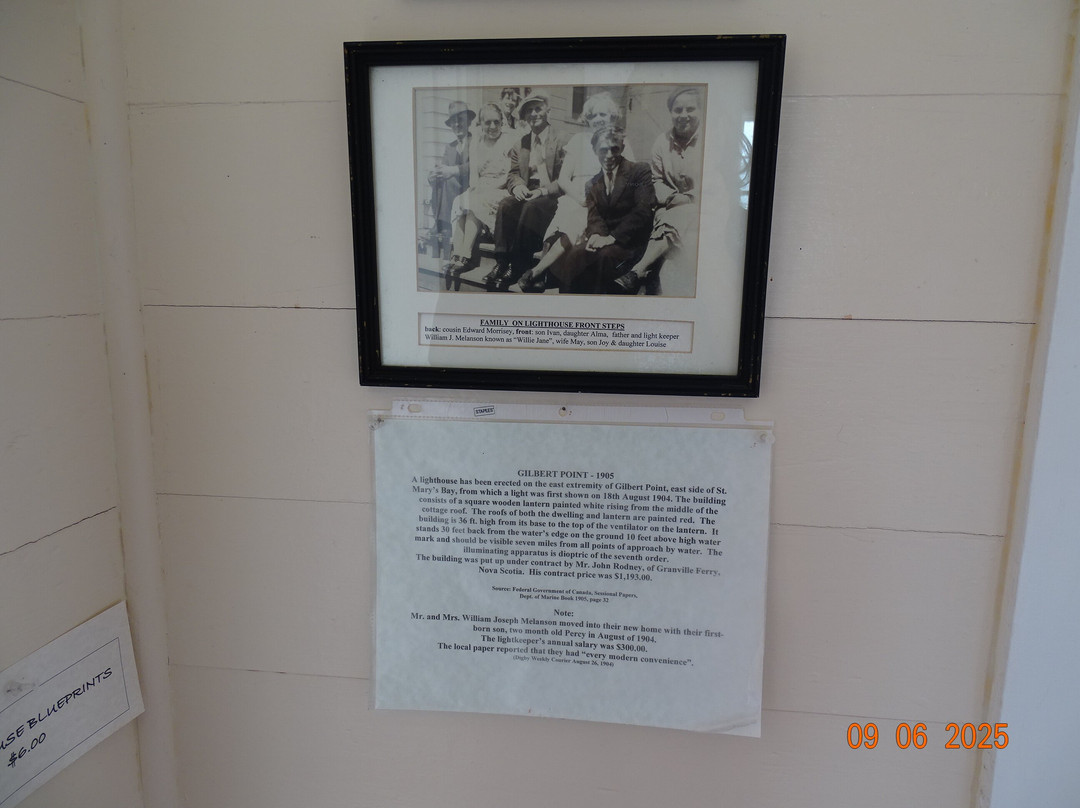 FAMILY ON LIGHTHOUSE FRONT STEPS
back: cousin Edward Morrisey, front: son Ivan, daughter Alma, father and light keeper
William J. Melanson known as "Willie Jane", wife May, son Joy & daughter Louise
STAPLES
GILBERT POINT - 1905
A lighthouse has been erected on the east extremity of Gilbert Point, east side of St.
Mary's Bay, from which a light was first shown on 18th August 1904. The building
consists of a square wooden lantern painted white rising from the middle of the
cottage roof. The roofs of both the dwelling and lantern are painted red. The
building is 36 ft. high from its base to the top of the ventilator on the lantern. It
stands 30 feet back from the water's edge on the ground 10 feet above high water
mark and should be visible seven miles from all points of approach by water. The
illuminating apparatus is dioptric of the seventh order.
The building was put up under contract by Mr. John Rodney, of Granville Ferry,
Nova Scotia. His contract price was $1,193.00.
Source: Federal Government of Canada, Sessional Papers,
Dept. of Marine Book 1905, page 32
Note:
Mr. and Mrs. William Joseph Melanson moved into their new home with their first-
born son, two month old Percy in August of 1904.
The lightkeeper's annual salary was $300.00.
The local paper reported that they had "every modern convenience".
(Digby Weekly Courier August 26, 1904)
USE BLUEPRINTS
$6.00
09 06 2025